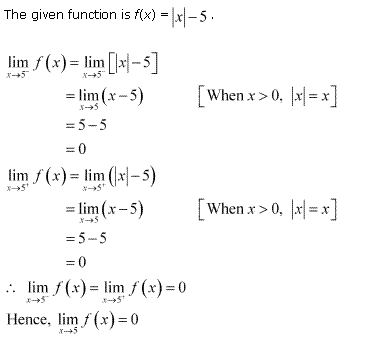 The given function is f(x) = |x| − 5 .
lim x→5⁻ f(x) = lim x→5⁻ [|x| − 5]
= lim x→5 (x − 5) [When x > 0, |x| = x]
= 5 − 5
= 0
lim x→5⁺ f(x) = lim x→5⁺ (|x| − 5)
= lim x→5 (x − 5) [When x > 0, |x| = x]
= 5 − 5
= 0
∴ lim x→5⁻ f(x) = lim x→5⁺ f(x) = 0
Hence, lim x→5 f(x) = 0